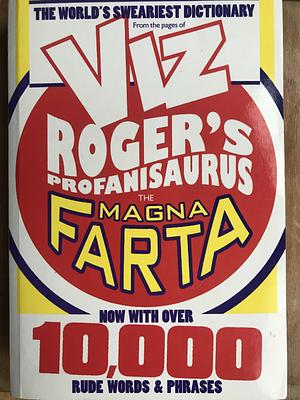 THE WORLD'S SWEARIEST DICTIONARY
From the pages of
VIZ
ROGER'S
PROFANISAURUS
THE
MAGNA
FARTA
NOW WITH OVER
10,000
RUDE WORDS & PHRASES